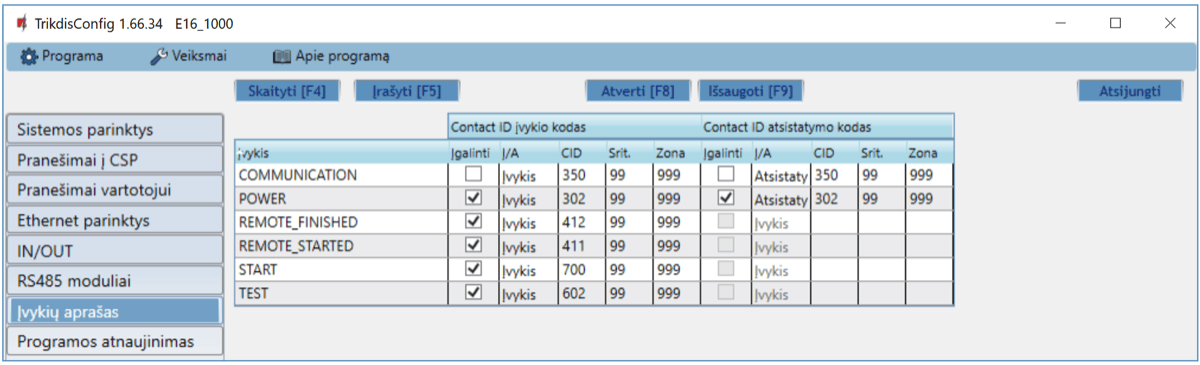 TrikdisConfig 1.66.34 E16_1000
Programa Veiksmai Apie programą
Skaityti [F4] Įrašyti [F5] Atverti [F8] Išsaugoti [F9] Atsijungti
Sistemos parinktys
Pranešimai į CSP
Pranešimai vartotojui
Ethernet parinktys
IN/OUT
RS485 moduliai
Įvykių aprašas
Programos atnaujinimas
Contact ID įvykio kodas Contact ID atsistatymo kodas
Įvykis Įgalinti Į/A CID Srit. Zona Įgalinti Į/A CID Srit. Zona
COMMUNICATION Įvykis 350 99 999 Atsistaty 350 99 999
POWER Įvykis 302 99 999 Atsistaty 302 99 999
REMOTE_FINISHED Įvykis 412 99 999 Įvykis
REMOTE_STARTED Įvykis 411 99 999 Įvykis
START Įvykis 700 99 999 Įvykis
TEST Įvykis 602 99 999 Įvykis